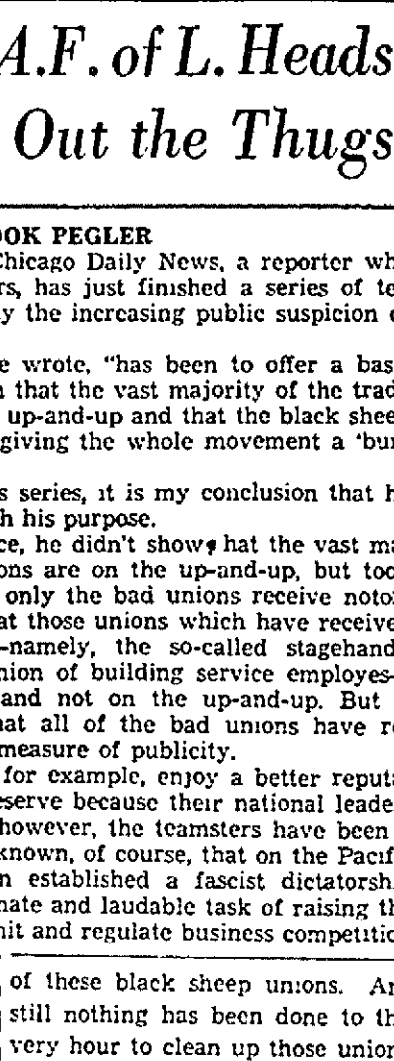 A.F. of L. Heads
Out the Thugs
OOK PEGLER
Chicago Daily News, a reporter wh
rs, has just finished a series of te
y the increasing public suspicion o
e wrote, "has been to offer a bas
n that the vast majority of the trad
up-and-up and that the black shee
giving the whole movement a 'bu
s series, it is my conclusion that h
h his purpose.
ce, he didn't show hat the vast ma
ons are on the up-and-up, but too
only the bad unions receive noto
at those unions which have receive
—namely, the so-called stagehand
nion of building service employes-
and not on the up-and-up. But
hat all of the bad unions have re
measure of publicity.
for example, enjoy a better reputa
eserve because their national leade
however, the teamsters have been
known, of course, that on the Pacif
n established a fascist dictatorsh
nate and laudable task of raising th
nit and regulate business competitio
of these black sheep unions. An
still nothing has been done to th
very hour to clean up those union